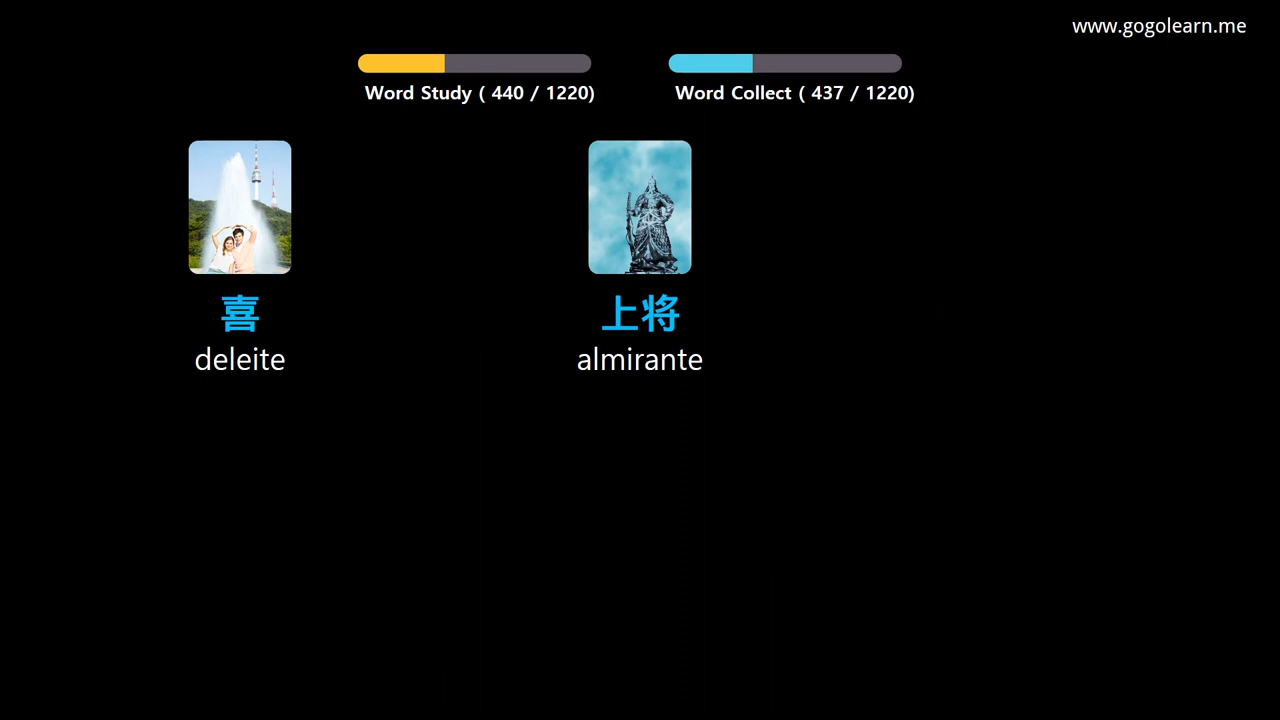 www.gogolearn.me
Word Study ( 440 / 1220)
Word Collect ( 437 / 1220)
喜
deleite
上将
almirante